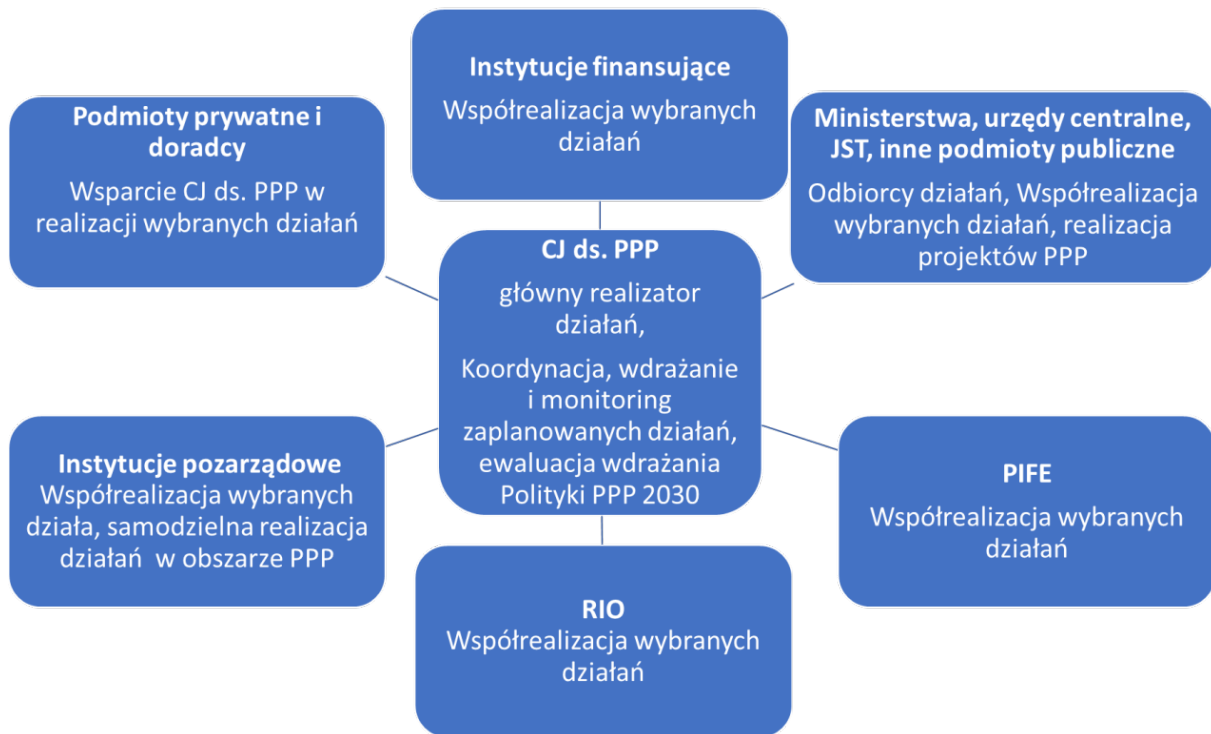 Instytucje finansujące
Współrealizacja wybranych
działań
Podmioty prywatne i
doradcy
Wsparcie CJ ds. PPP w
realizacji wybranych działań
Ministerstwa, urzędy centralne,
JST, inne podmioty publiczne
Odbiorcy działań, Współrealizacja
wybranych działań, realizacja
projektów PPP
CJ ds. PPP
główny realizator
działań,
Koordynacja, wdrażanie
i monitoring
zaplanowanych działań,
ewaluacja wdrażania
Polityki PPP 2030
Instytucje pozarządowe
Współrealizacja wybranych
działa, samodzielna realizacja
działań w obszarze PPP
PIFE
Współrealizacja wybranych
działań
RIO
Współrealizacja wybranych
działań